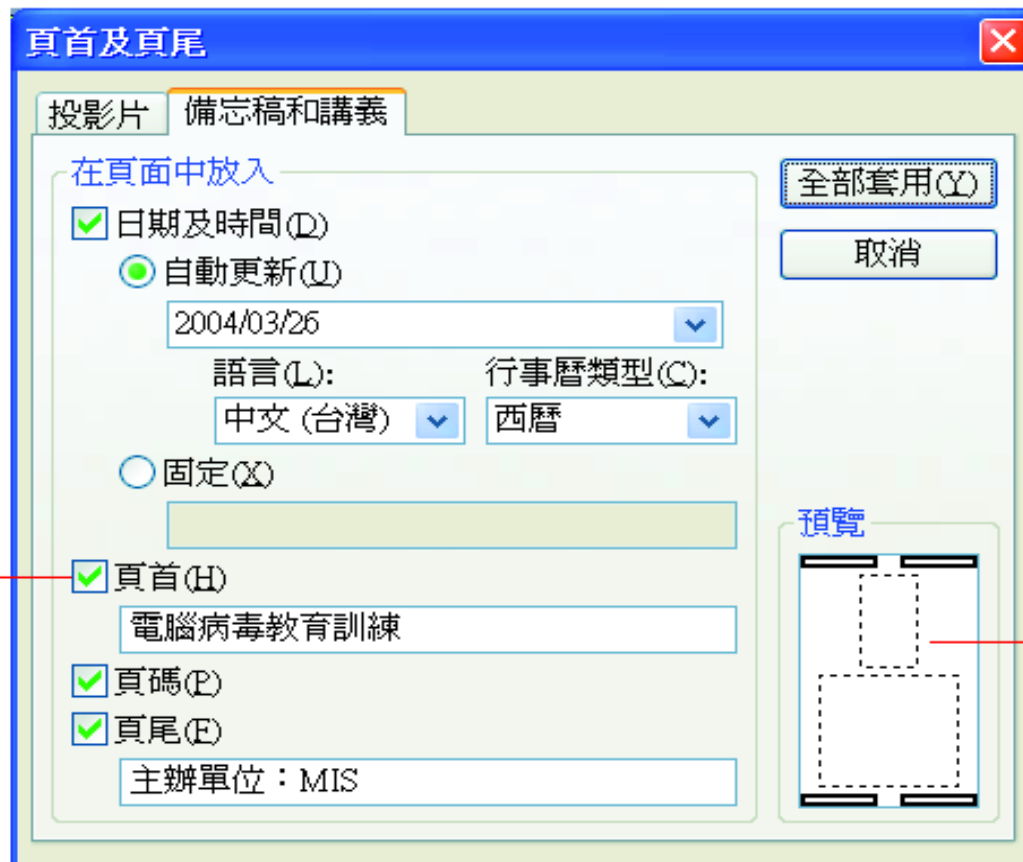 頁首及頁尾
投影片 備忘稿和講義
在頁面中放入
全部套用(Y)
日期及時間(D)
取消
自動更新(U)
2004/03/26
語言(L): 行事曆類型(C):
中文 (台灣) 西曆
固定(X)
預覽
頁首(H)
電腦病毒教育訓練
頁碼(P)
頁尾(F)
主辦單位：MIS